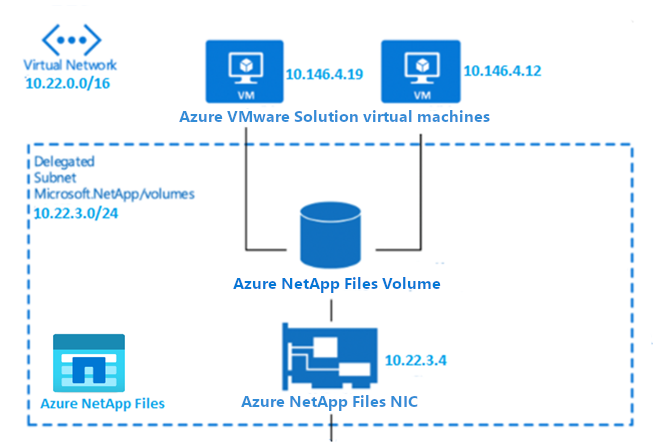 Virtual Network
10.22.0.0/16
VM
10.146.4.19
VM
10.146.4.12
Azure VMware Solution virtual machines
Delegated
Subnet
Microsoft.NetApp/volumes
10.22.3.0/24
Azure NetApp Files Volume
10.22.3.4
Azure NetApp Files
Azure NetApp Files NIC